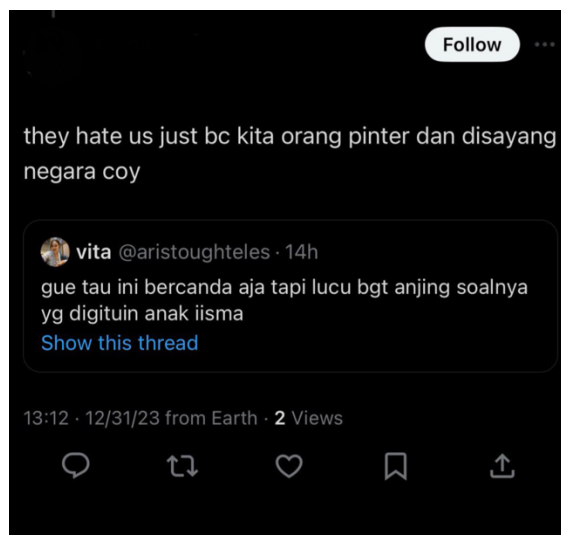 Follow
they hate us just bc kita orang pinter dan disayang
negara coy
vita @aristoughteles · 14h
gue tau ini bercanda aja tapi lucu bgt anjing soalnya
yg digituin anak iisma
Show this thread
13:12 · 12/31/23 from Earth · 2 Views